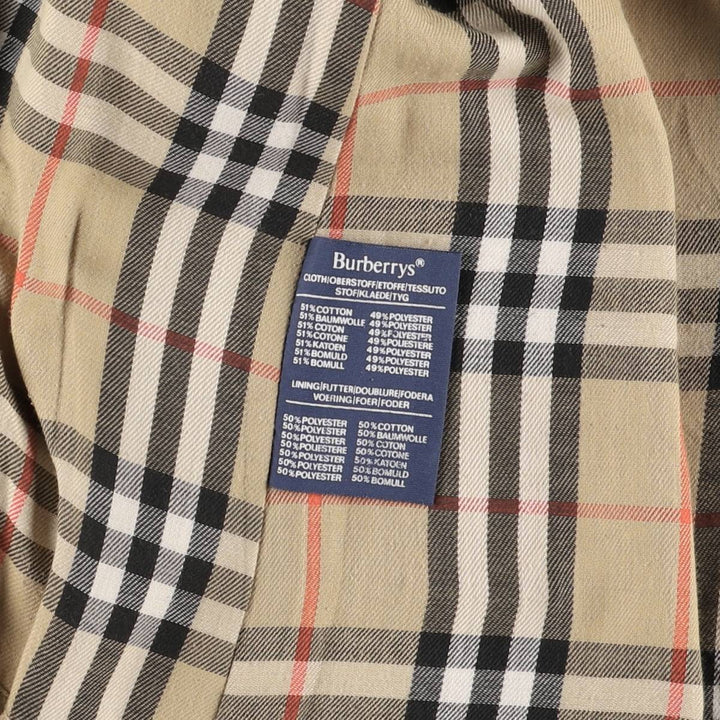 Burberrys®
CLOTH/OBERSTOFF/ETOFFE/TESSUTO
STOF/KLAEDE/TYG
51% COTTON 49% POLYESTER
51% BAUMWOLLE 49% POLYESTER
51% COTON 49% POLYESTER
51% COTONE 49% POLIESTERE
51% KATOEN 49% POLYESTER
51% BOMULD 49% POLYESTER
51% BOMULL 49% POLYESTER
LINING/FUTTER/DOUBLURE/FODERA
VOERING/FOER/FODER
50% POLYESTER 50% COTTON
50% POLYESTER 50% BAUMWOLLE
50% POLYESTER 50% COTON
50% POLIESTERE 50% COTONE
50% POLYESTER 50% KATOEN
50% POLYESTER 50% BOMULD
50% POLYESTER 50% BOMULL